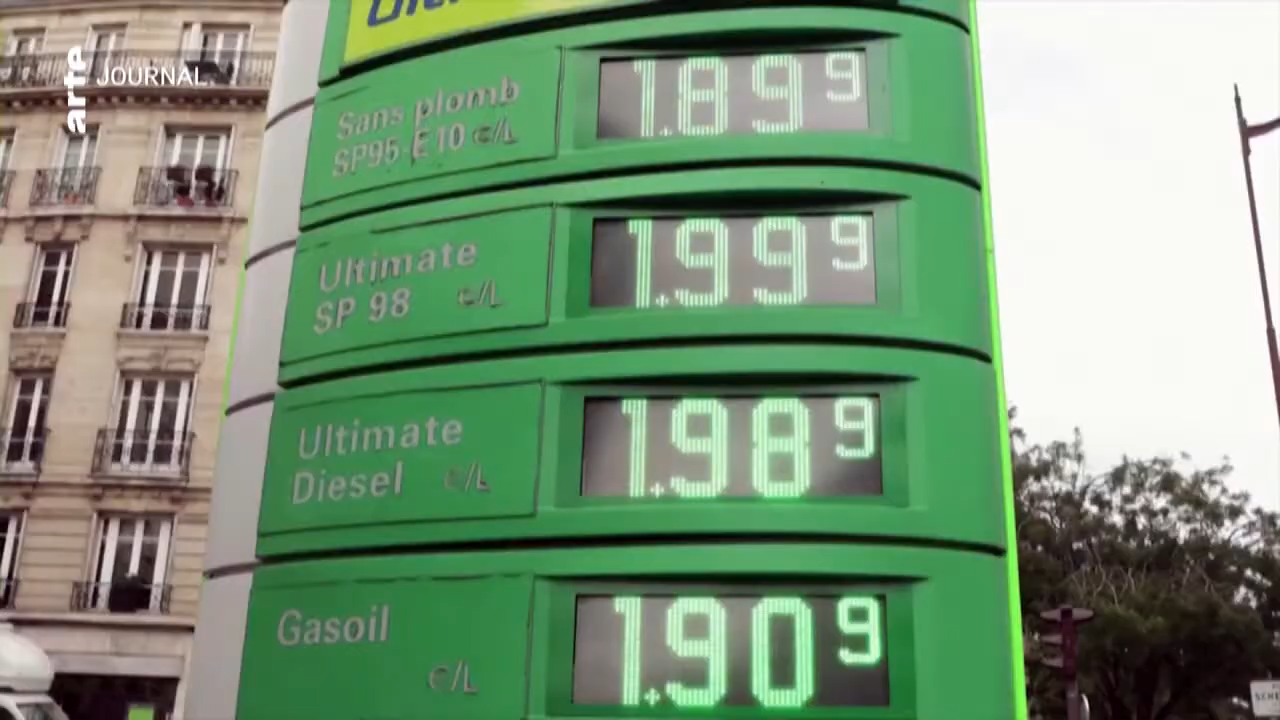 arte JOURNAL
Sans plomb
SP95-E10 €/L
1.899
Ultimate
SP 98 €/L
1.999
Ultimate
Diesel €/L
1.989
Gasoil
€/L
1.909